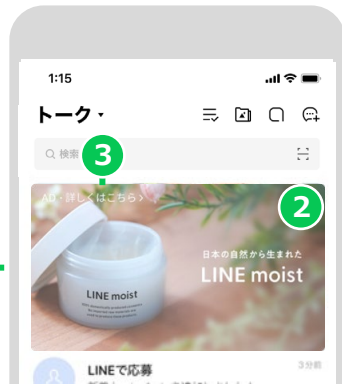 1:15
トーク
検索
3
AD・詳しくはこちら
2
日本の自然から生まれた
LINE moist
LINE moist
LINEで応募
3分前